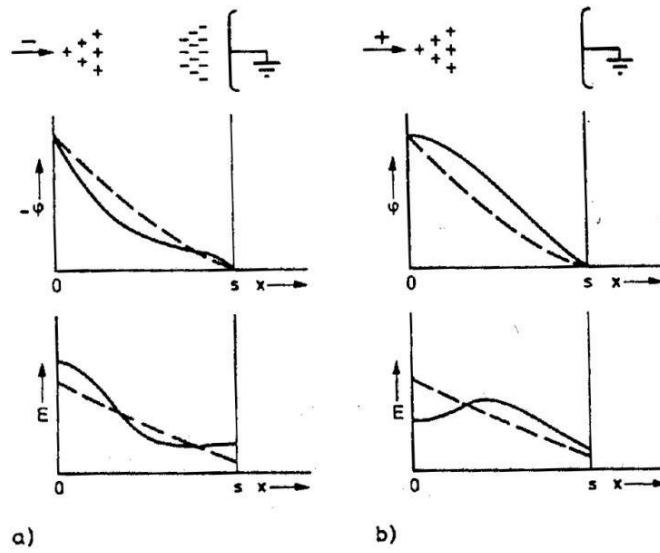 − +
+ + + + + + − − − − − − − − − − + + + + + +
-φ φ
0 s x 0 s x
E E
0 s x 0 s x
a) b)